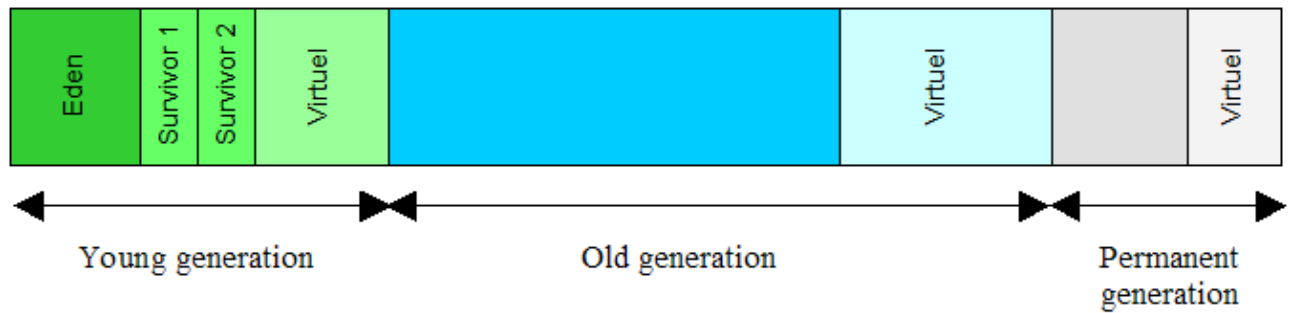 Eden
Survivor 1
Survivor 2
Virtuel
Virtuel
Virtuel
Young generation
Old generation
Permanent
generation